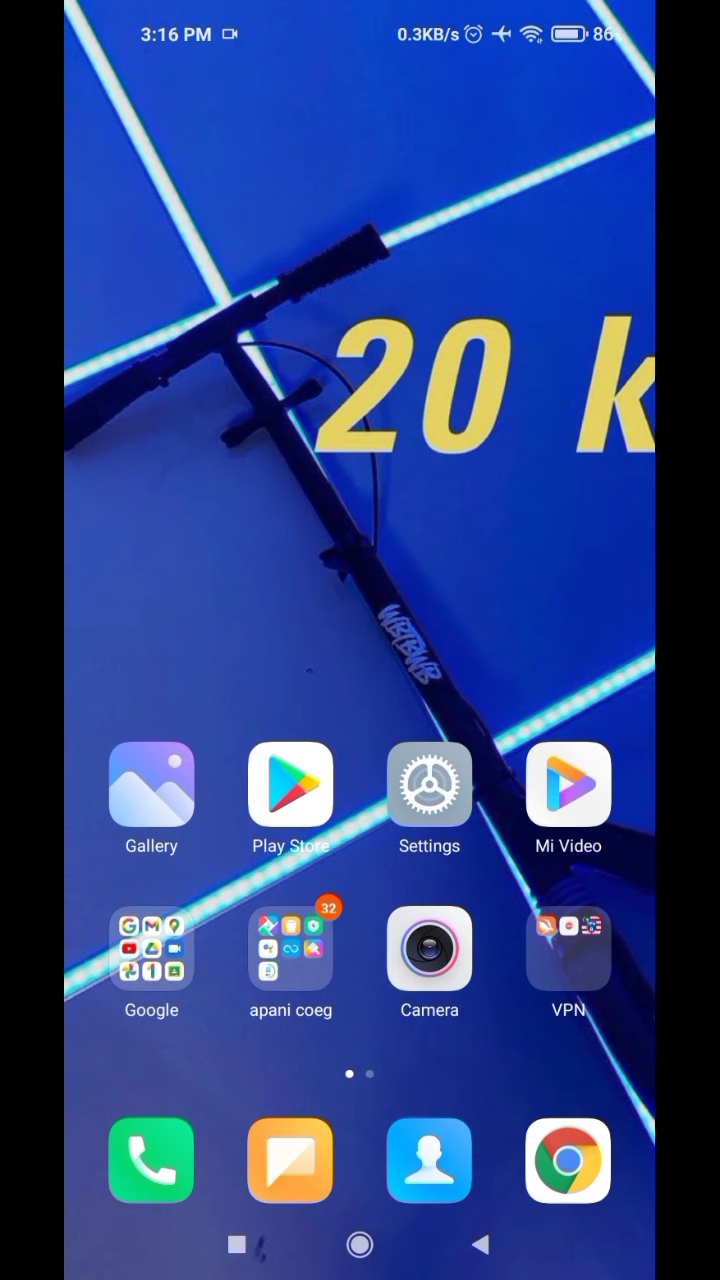 3:16 PM 0.3KB/s 86
20 k
WBTBWB
Gallery Play Store Settings Mi Video
32
Google apani coeg Camera VPN